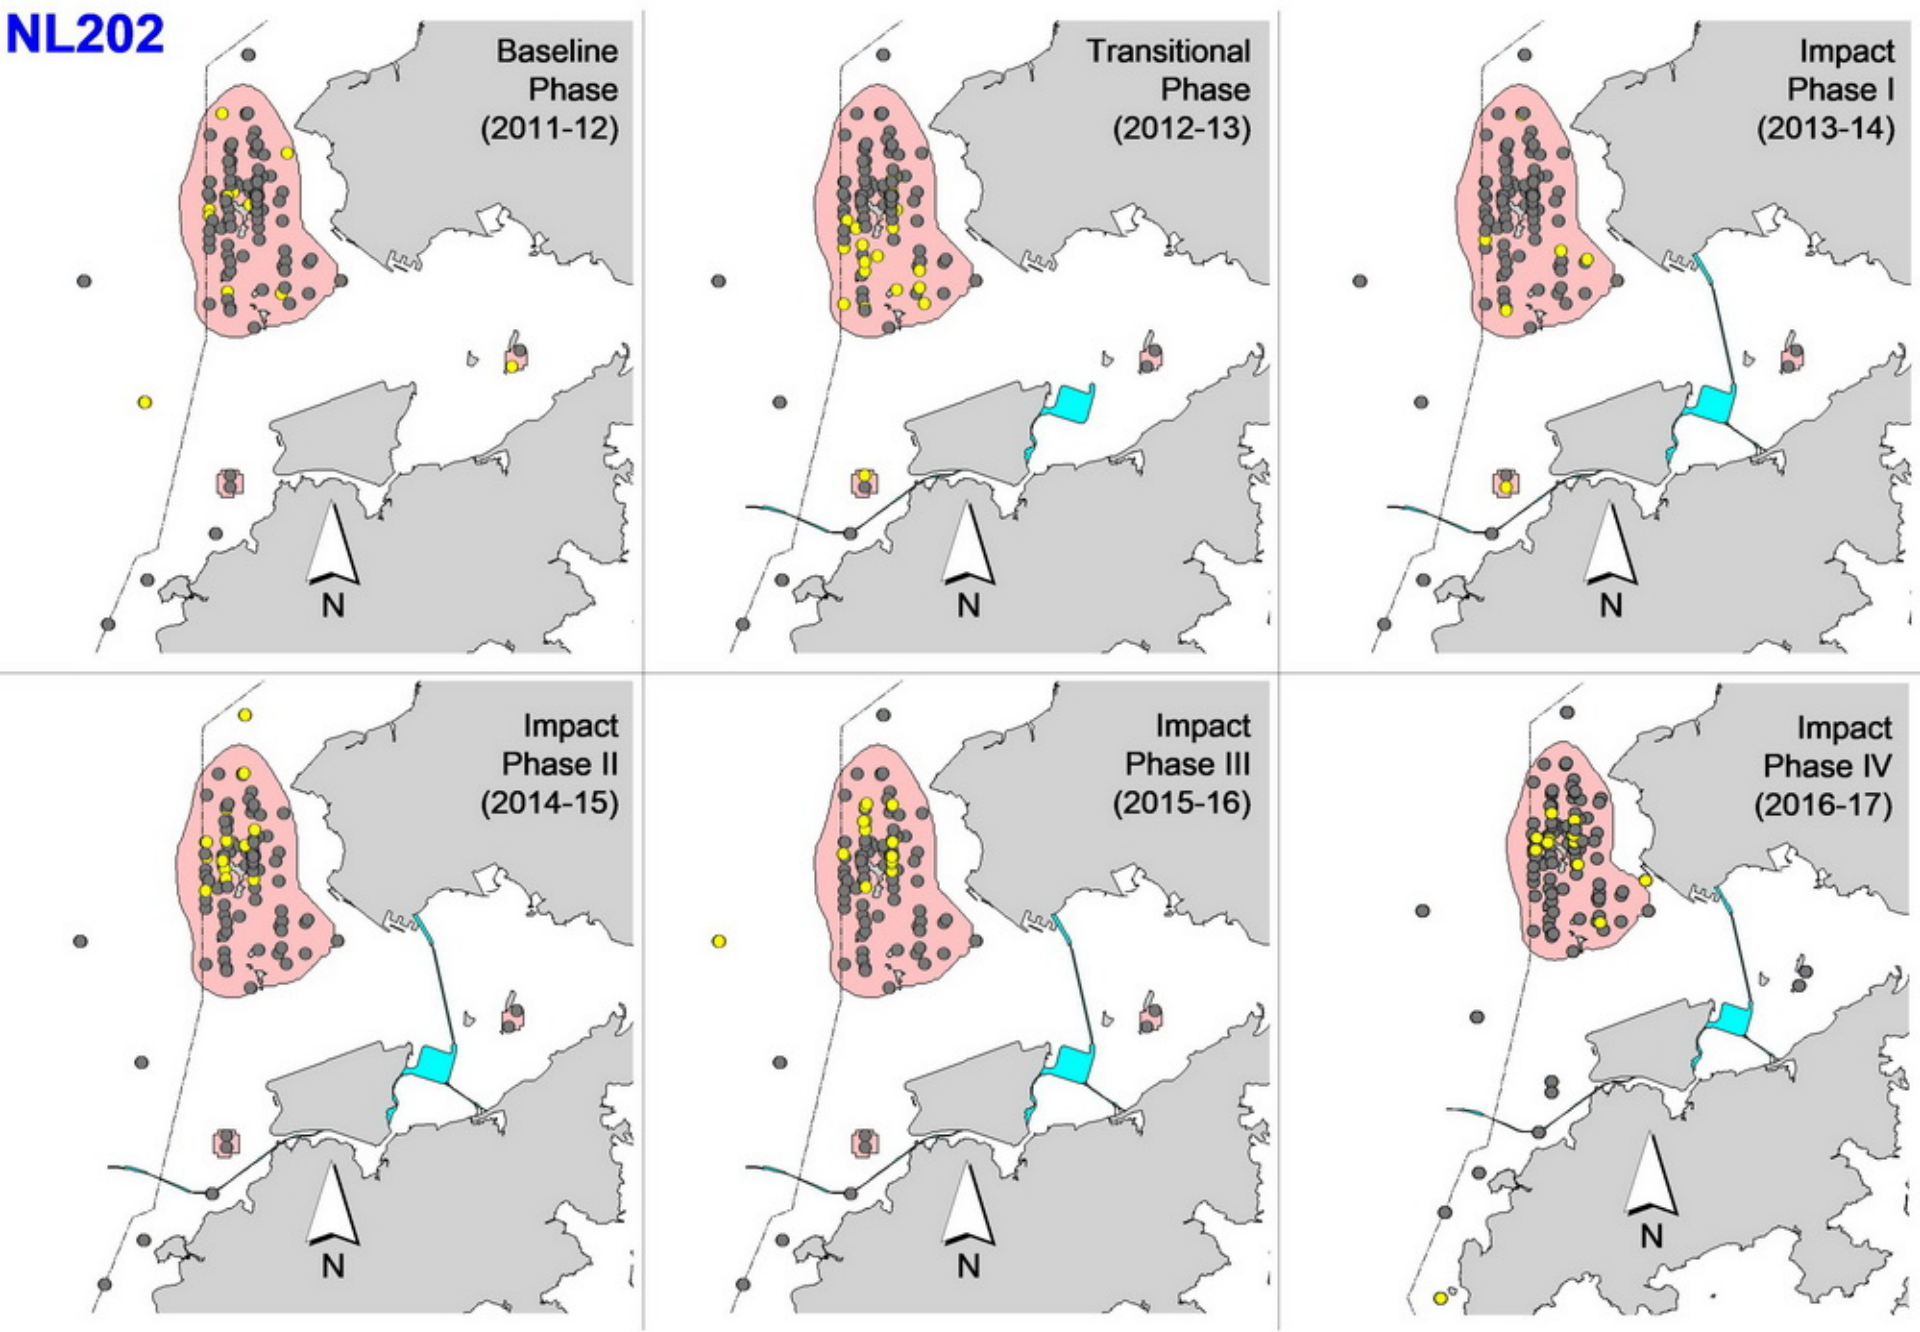 NL202
Baseline
Phase
(2011-12)
N
Transitional
Phase
(2012-13)
N
Impact
Phase I
(2013-14)
N
Impact
Phase II
(2014-15)
N
Impact
Phase III
(2015-16)
N
Impact
Phase IV
(2016-17)
N